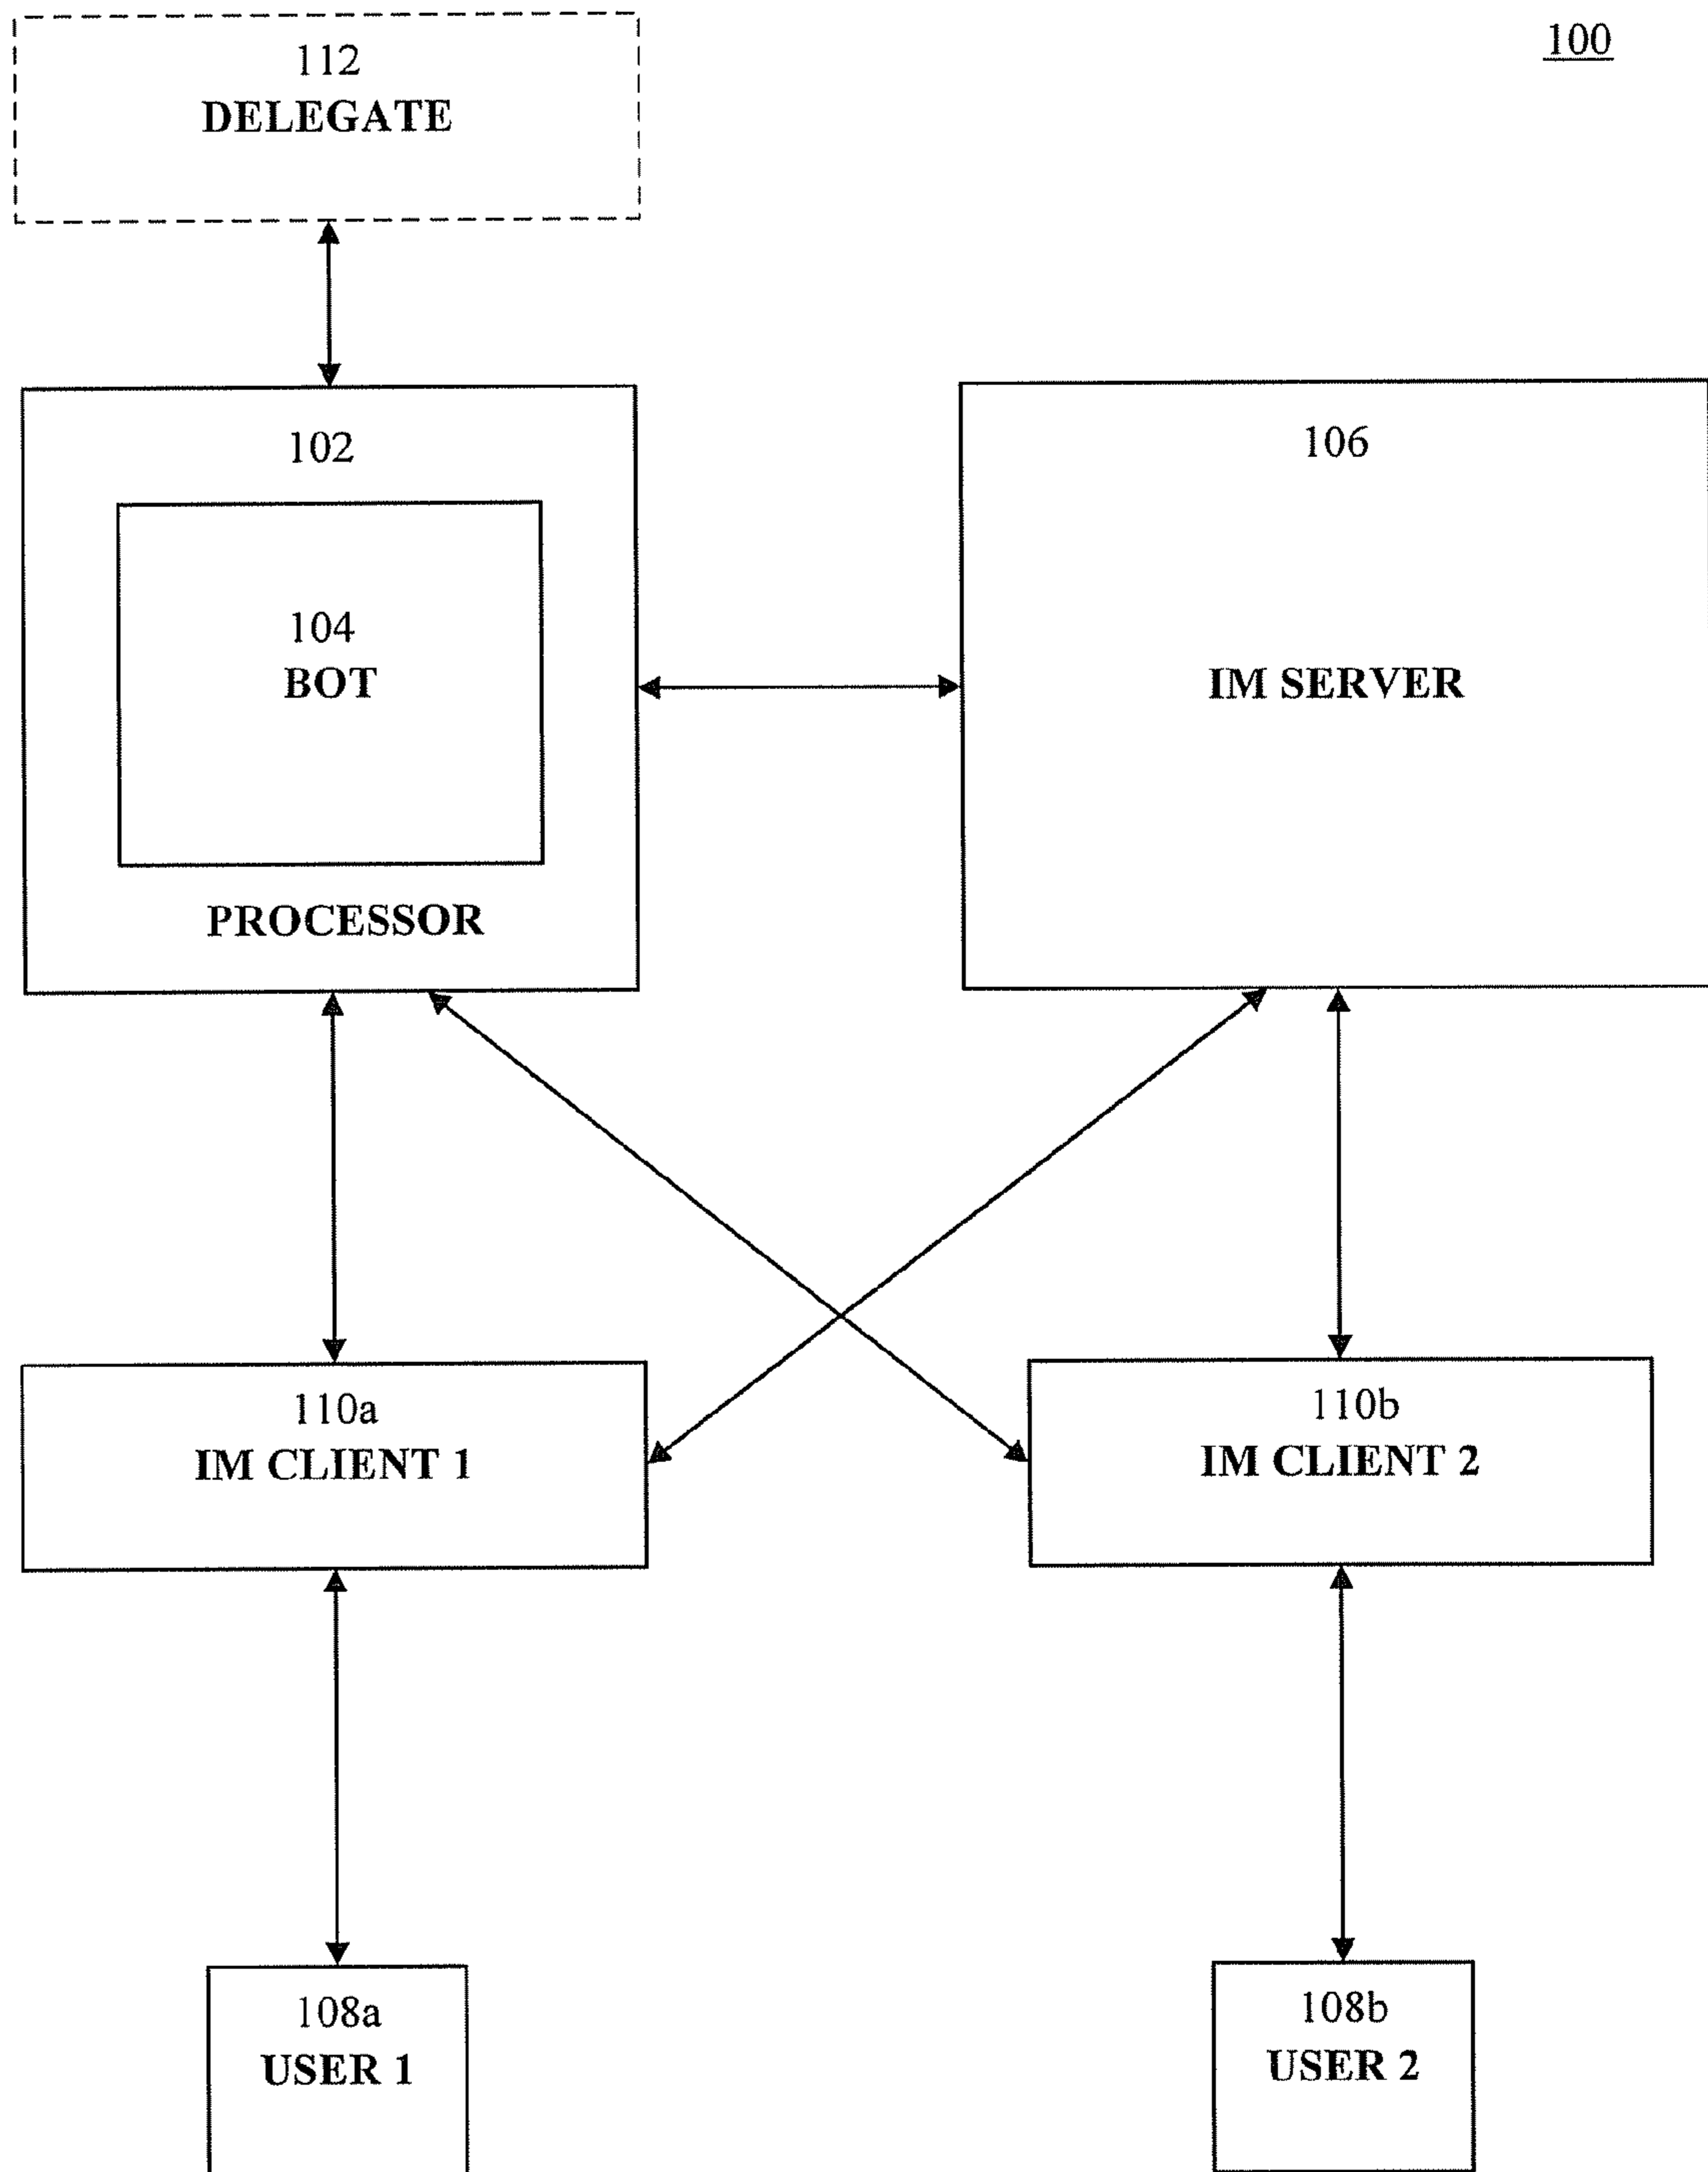 100
112
DELEGATE
102
104
BOT
PROCESSOR
106
IM SERVER
110a
IM CLIENT 1
110b
IM CLIENT 2
108a
USER 1
108b
USER 2